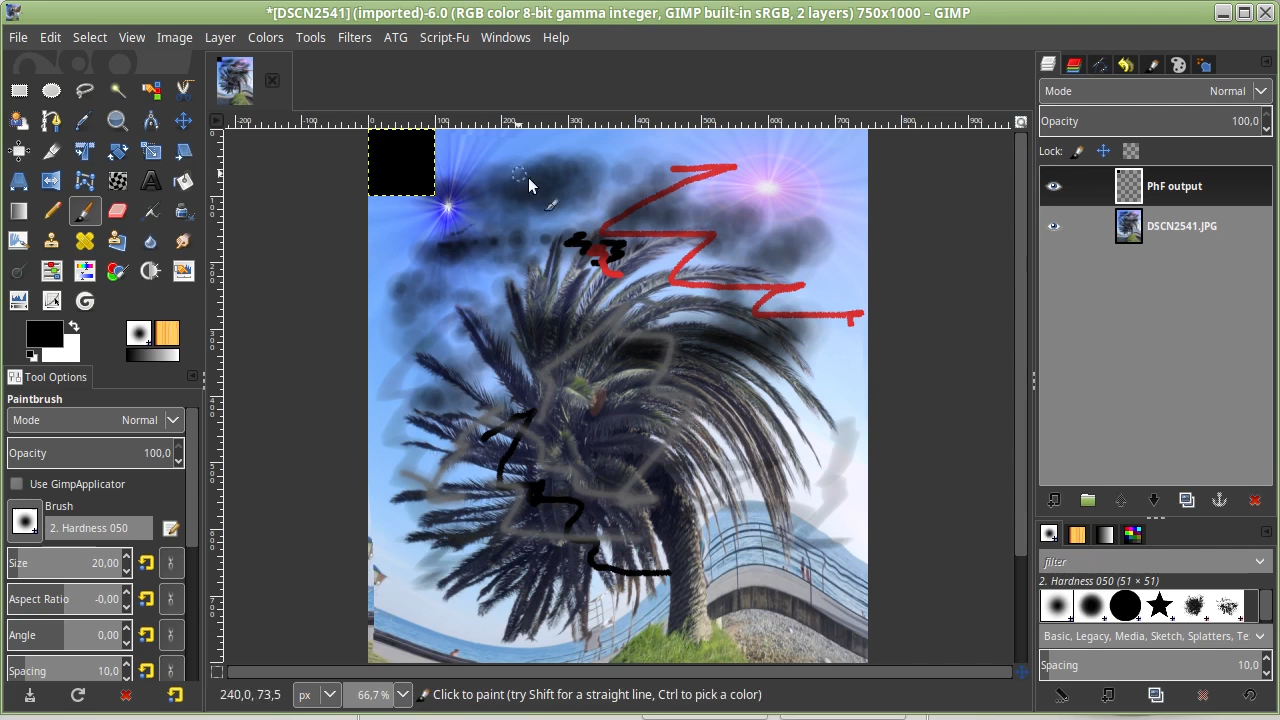 *[DSCN2541] (imported)-6.0 (RGB color 8-bit gamma integer, GIMP built-in sRGB, 2 layers) 750x1000 – GIMP
File Edit Select View Image Layer Colors Tools Filters ATG Script-Fu Windows Help
Mode Normal
Opacity 100,0
Lock:
PhF output
DSCN2541.JPG
Tool Options
Paintbrush
Mode Normal
Opacity 100,0
Use GimpApplicator
Brush
2. Hardness 050
Size 20,00
Aspect Ratio -0,00
Angle 0,00
Spacing 10,0
filter
2. Hardness 050 (51 × 51)
Basic, Legacy, Media, Sketch, Splatters, Te
Spacing 10,0
240,0, 73,5 px 66,7 % Click to paint (try Shift for a straight line, Ctrl to pick a color)